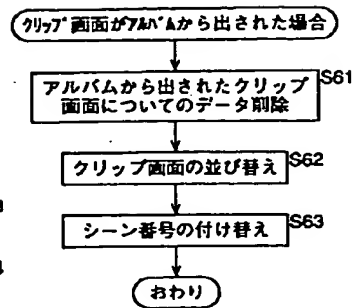 クリップ画面がアルバムから出された場合
アルバムから出されたクリップ
画面についてのデータ削除
S61
クリップ画面の並び替え
S62
シーン番号の付け替え
S63
おわり